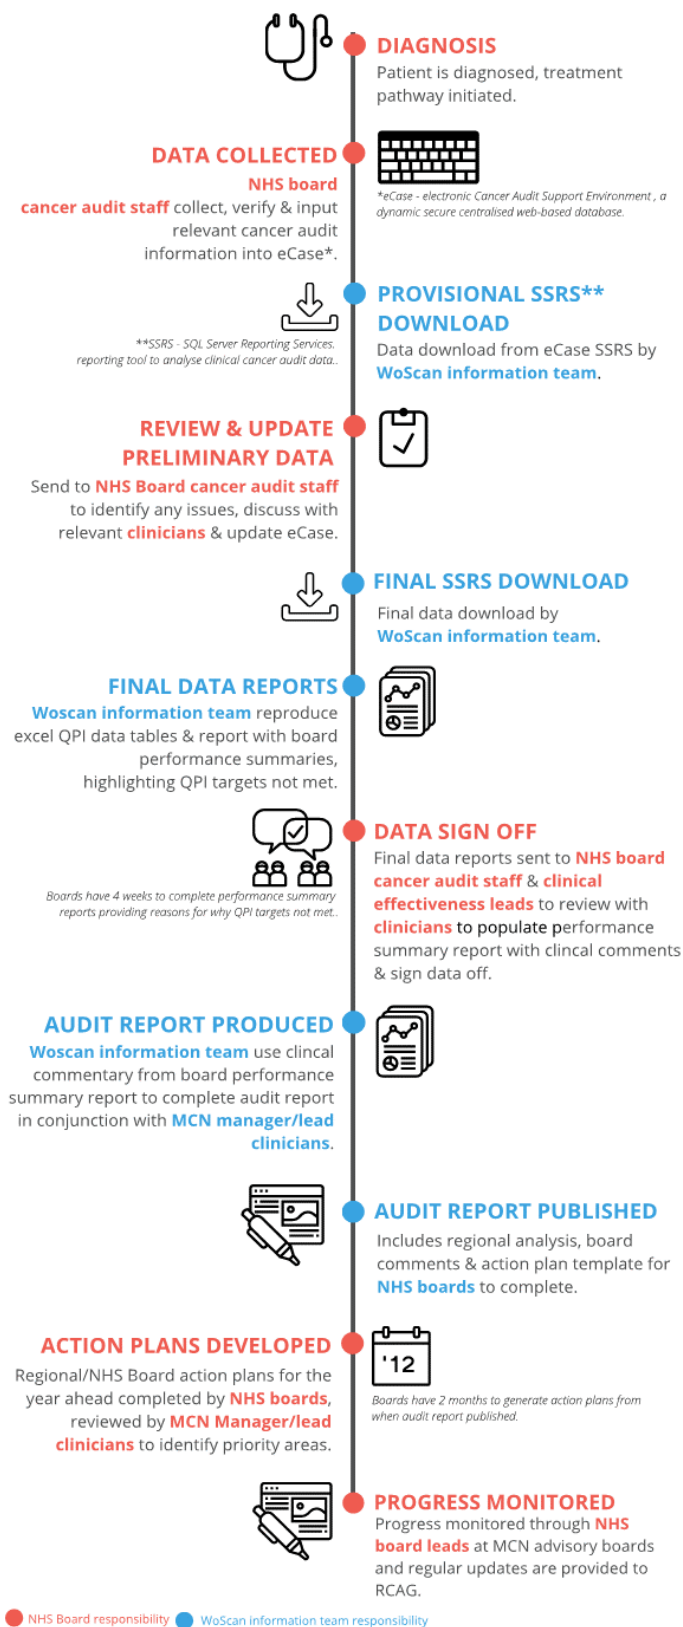 DIAGNOSIS
Patient is diagnosed, treatment
pathway initiated.
DATA COLLECTED
NHS board
cancer audit staff collect, verify & input
relevant cancer audit
information into eCase*.
*eCase - electronic Cancer Audit Support Environment , a
dynamic secure centralised web-based database.
PROVISIONAL SSRS**
DOWNLOAD
Data download from eCase SSRS by
WoScan information team.
**SSRS - SQL Server Reporting Services.
reporting tool to analyse clinical cancer audit data..
REVIEW & UPDATE
PRELIMINARY DATA
Send to NHS Board cancer audit staff
to identify any issues, discuss with
relevant clinicians & update eCase.
FINAL SSRS DOWNLOAD
Final data download by
WoScan information team.
FINAL DATA REPORTS
Woscan information team reproduce
excel QPI data tables & report with board
performance summaries,
highlighting QPI targets not met.
DATA SIGN OFF
Final data reports sent to NHS board
cancer audit staff & clinical
effectiveness leads to review with
clinicians to populate performance
summary report with clincal comments
& sign data off.
Boards have 4 weeks to complete performance summary
reports providing reasons for why QPI targets not met..
AUDIT REPORT PRODUCED
Woscan information team use clincal
commentary from board performance
summary report to complete audit report
in conjunction with MCN manager/lead
clinicians.
AUDIT REPORT PUBLISHED
Includes regional analysis, board
comments & action plan template for
NHS boards to complete.
ACTION PLANS DEVELOPED
Regional/NHS Board action plans for the
year ahead completed by NHS boards,
reviewed by MCN Manager/lead
clinicians to identify priority areas.
'12
Boards have 2 months to generate action plans from
when audit report published.
PROGRESS MONITORED
Progress monitored through NHS
board leads at MCN advisory boards
and regular updates are provided to
RCAG.
NHS Board responsibility
WoScan information team responsibility